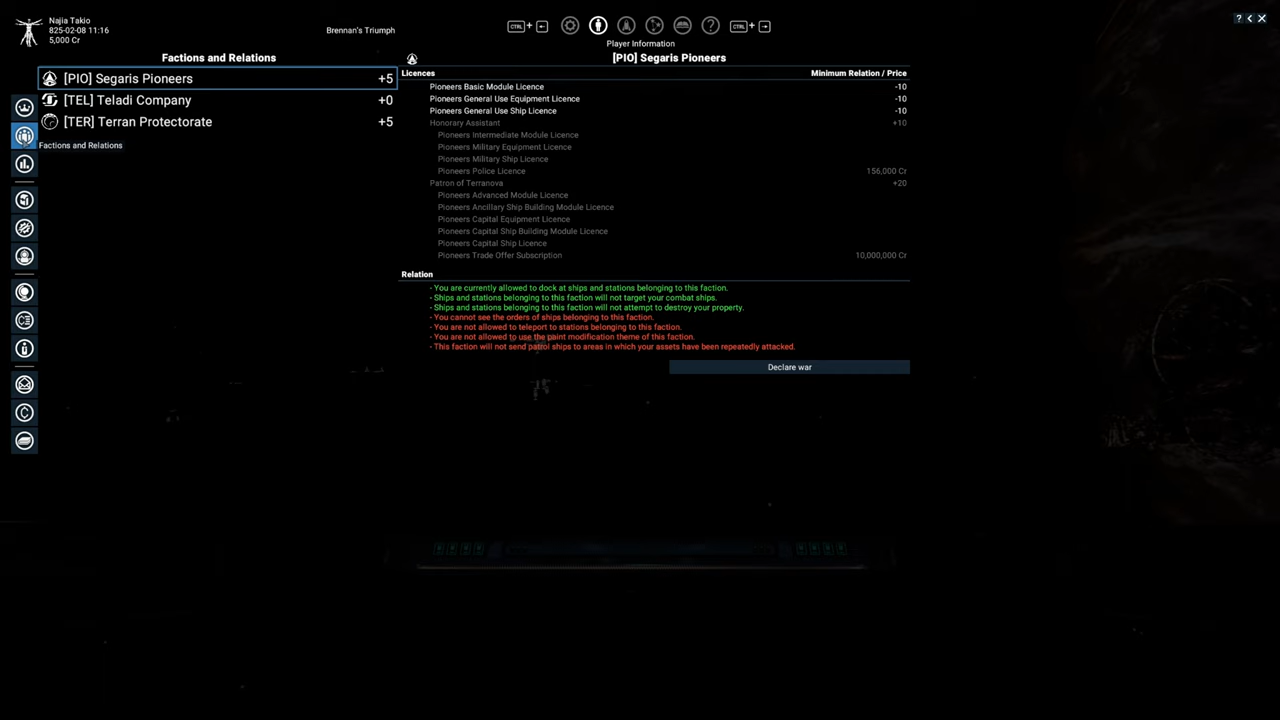 Najia Takio
825-02-08 11:16
5,000 Cr
Brennan's Triumph
CTRL +
CTRL +
Player Information
Factions and Relations
[PIO] Segaris Pioneers +5
[TEL] Teladi Company +0
[TER] Terran Protectorate +5
Factions and Relations
[PIO] Segaris Pioneers
Licences Minimum Relation / Price
Pioneers Basic Module Licence -10
Pioneers General Use Equipment Licence -10
Pioneers General Use Ship Licence -10
Honorary Assistant +10
Pioneers Intermediate Module Licence
Pioneers Military Equipment Licence
Pioneers Military Ship Licence
Pioneers Police Licence 156,000 Cr
Patron of Terranova +20
Pioneers Advanced Module Licence
Pioneers Ancillary Ship Building Module Licence
Pioneers Capital Equipment Licence
Pioneers Capital Ship Building Module Licence
Pioneers Capital Ship Licence
Pioneers Trade Offer Subscription 10,000,000 Cr
Relation
- You are currently allowed to dock at ships and stations belonging to this faction.
- Ships and stations belonging to this faction will not target your combat ships.
- Ships and stations belonging to this faction will not attempt to destroy your property.
- You cannot see the orders of ships belonging to this faction.
- You are not allowed to teleport to stations belonging to this faction.
- You are not allowed to use the paint modification theme of this faction.
- This faction will not send patrol ships to areas in which your assets have been repeatedly attacked.
Declare war